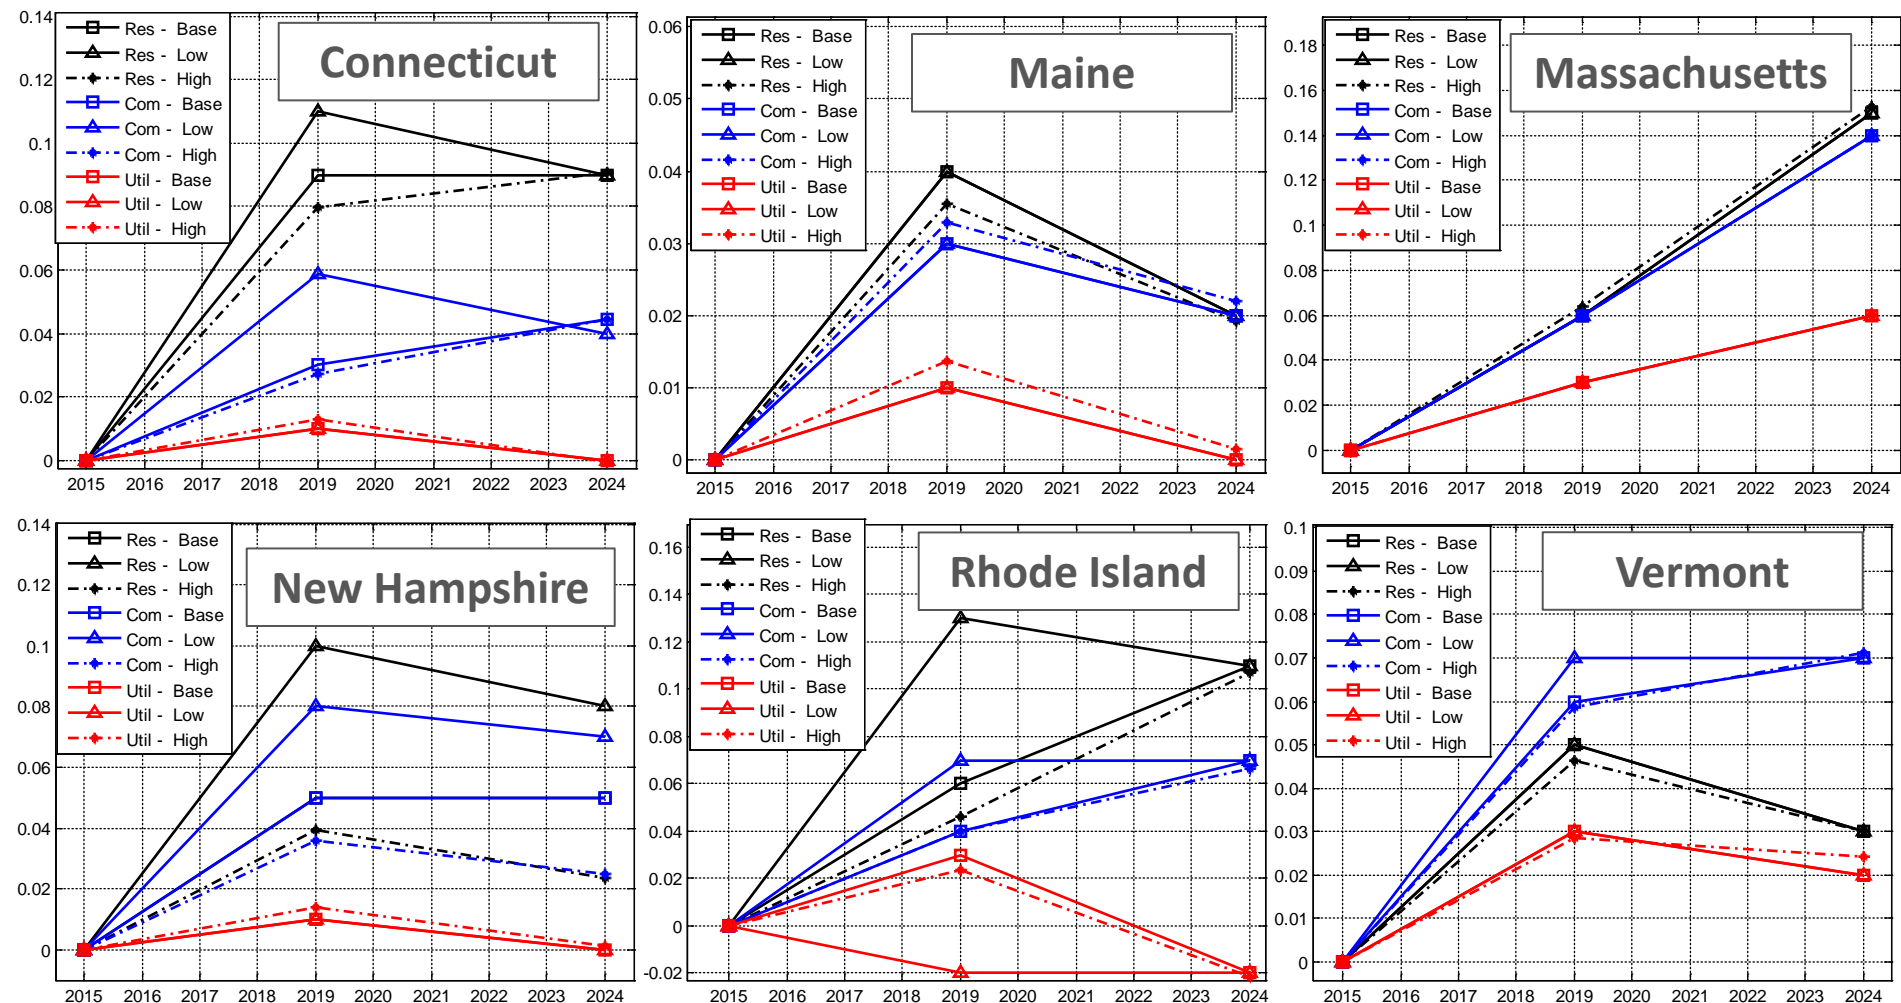 Connecticut
0.14
0.12
0.1
0.08
0.06
0.04
0.02
0
Res - Base
Res - Low
Res - High
Com - Base
Com - Low
Com - High
Util - Base
Util - Low
Util - High
2015 2016 2017 2018 2019 2020 2021 2022 2023 2024
Maine
0.06
0.05
0.04
0.03
0.02
0.01
0
Res - Base
Res - Low
Res - High
Com - Base
Com - Low
Com - High
Util - Base
Util - Low
Util - High
2015 2016 2017 2018 2019 2020 2021 2022 2023 2024
Massachusetts
0.18
0.16
0.14
0.12
0.1
0.08
0.06
0.04
0.02
0
Res - Base
Res - Low
Res - High
Com - Base
Com - Low
Com - High
Util - Base
Util - Low
Util - High
2015 2016 2017 2018 2019 2020 2021 2022 2023 2024
New Hampshire
0.14
0.12
0.1
0.08
0.06
0.04
0.02
0
Res - Base
Res - Low
Res - High
Com - Base
Com - Low
Com - High
Util - Base
Util - Low
Util - High
2015 2016 2017 2018 2019 2020 2021 2022 2023 2024
Rhode Island
0.16
0.14
0.12
0.1
0.08
0.06
0.04
0.02
0
-0.02
Res - Base
Res - Low
Res - High
Com - Base
Com - Low
Com - High
Util - Base
Util - Low
Util - High
2015 2016 2017 2018 2019 2020 2021 2022 2023 2024
Vermont
0.1
0.09
0.08
0.07
0.06
0.05
0.04
0.03
0.02
0.01
0
Res - Base
Res - Low
Res - High
Com - Base
Com - Low
Com - High
Util - Base
Util - Low
Util - High
2015 2016 2017 2018 2019 2020 2021 2022 2023 2024